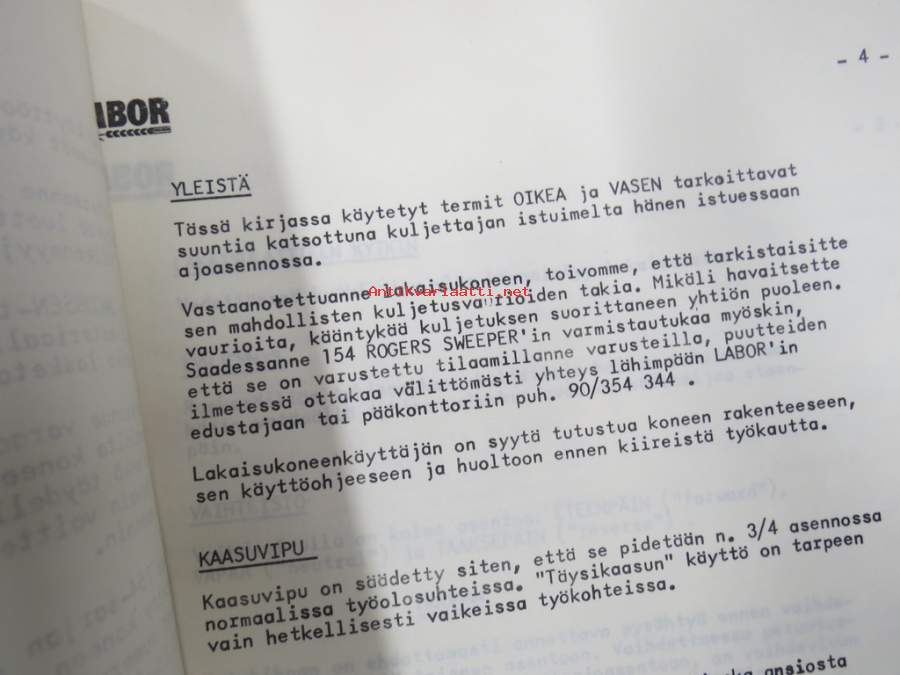 - 4 -
ABOR
YLEISTÄ
Tässä kirjassa käytetyt termit OIKEA ja VASEN tarkoittavat
suuntia katsottuna kuljettajan istuimelta hänen istuessaan
ajoasennossa.
Vastaanotettuanne lakaisukoneen, toivomme, että tarkistaisitte
sen mahdollisten kuljetusvaurioiden takia. Mikäli havaitsette
vaurioita, kääntykää kuljetuksen suorittaneen yhtiön puoleen.
Saadessanne 154 ROGERS SWEEPER'in varmistautukaa myöskin,
että se on varustettu tilaamillanne varusteilla, puutteiden
ilmetessä ottakaa välittömästi yhteys lähimpään LABOR'in
edustajaan tai pääkonttoriin puh. 90/354 344 .
Antikvariaatti.net
Lakaisukoneenkäyttäjän on syytä tutustua koneen rakenteeseen,
sen käyttöohjeeseen ja huoltoon ennen kiireistä työkautta.
KAASUVIPU
Kaasuvipu on säädetty siten, että se pidetään n. 3/4 asennossa
normaalissa työolosuhteissa. "Täysikaasun" käyttö on tarpeen
vain hetkellisesti vaikeissa työkohteissa.
ansiosta